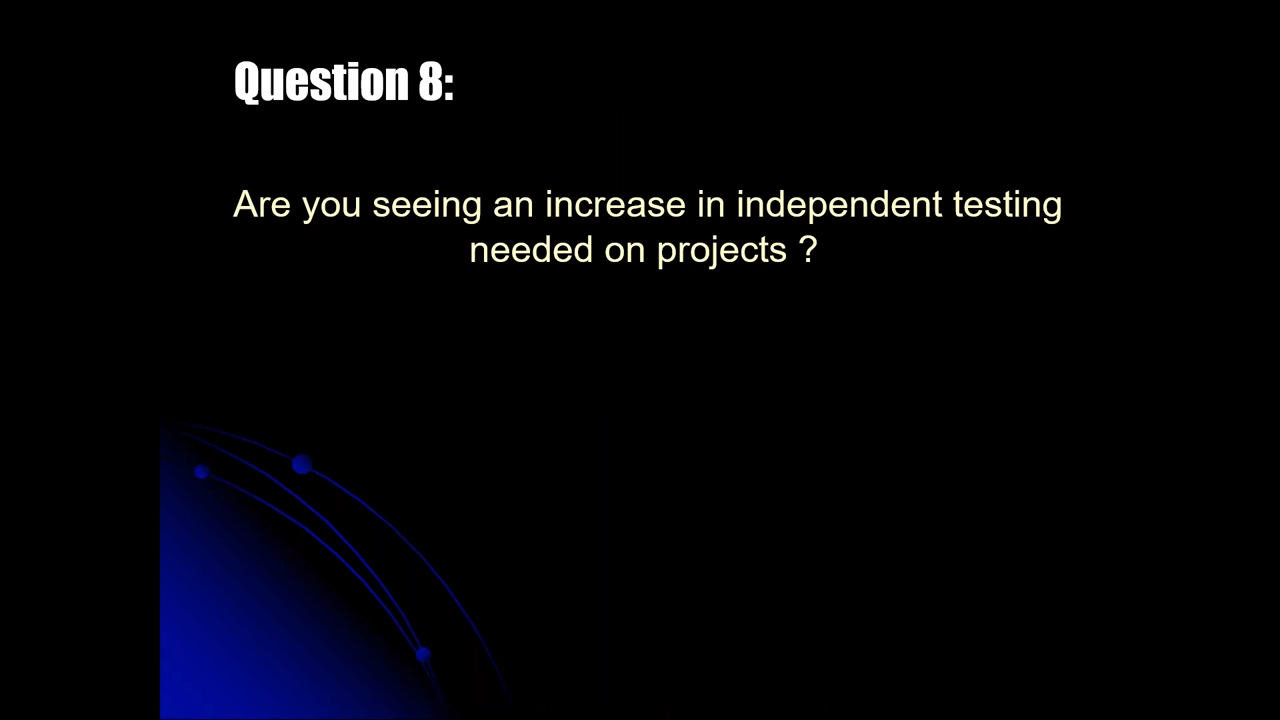 Question 8:
Are you seeing an increase in independent testing
needed on projects ?